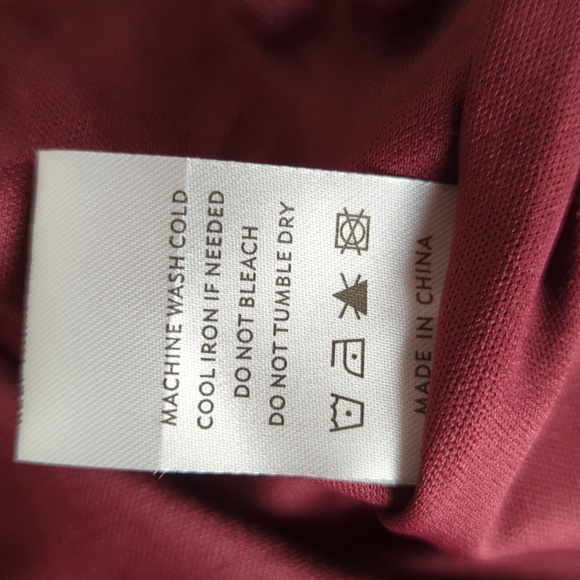 MACHINE WASH COLD
COOL IRON IF NEEDED
DO NOT BLEACH
DO NOT TUMBLE DRY
MADE IN CHINA